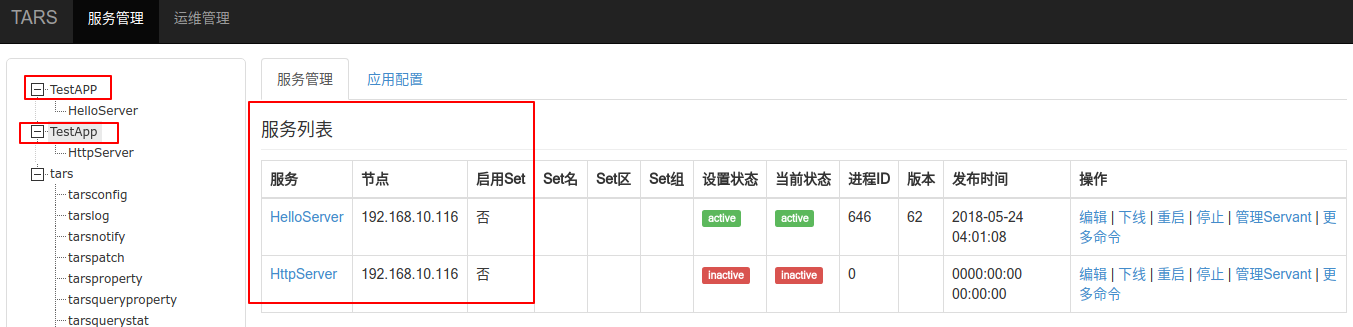 TARS 服务管理 运维管理
TestAPP
HelloServer
TestApp
HttpServer
tars
tarsconfig
tarslog
tarsnotify
tarspatch
tarsproperty
tarsqueryproperty
tarsquerystat
服务管理 应用配置
服务列表
服务 节点 启用Set Set名 Set区 Set组 设置状态 当前状态 进程ID 版本 发布时间 操作
HelloServer 192.168.10.116 否 active active 646 62 2018-05-24 编辑 | 下线 | 重启 | 停止 | 管理Servant | 更
04:01:08 多命令
HttpServer 192.168.10.116 否 inactive inactive 0 0000:00:00 编辑 | 下线 | 重启 | 停止 | 管理Servant | 更
00:00:00 多命令